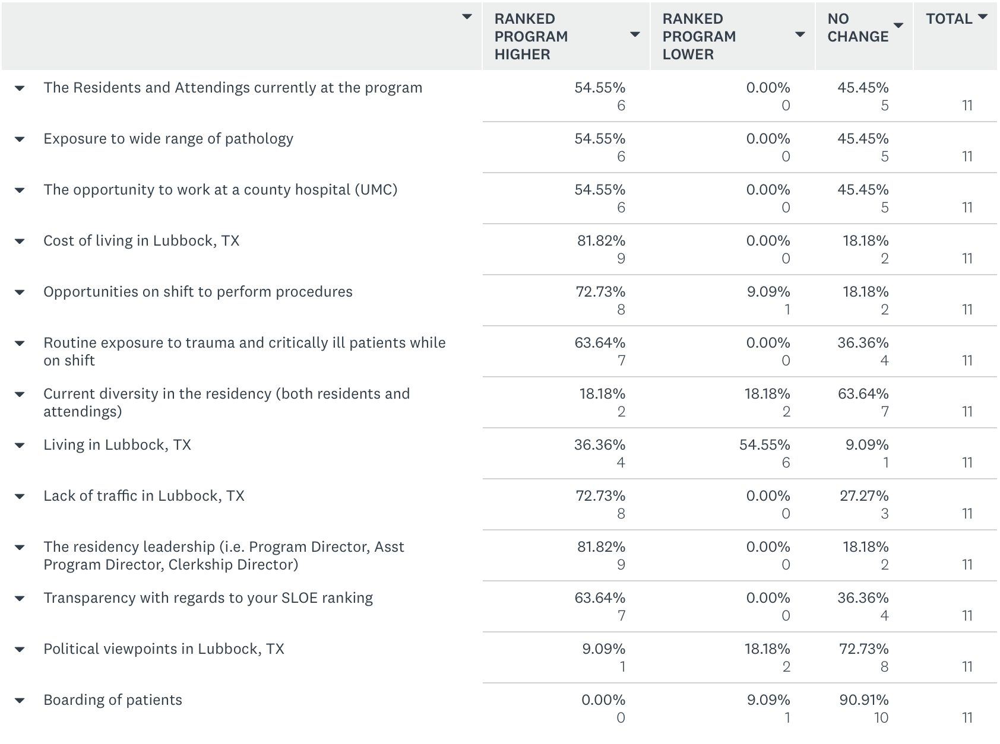 RANKED PROGRAM HIGHER
RANKED PROGRAM LOWER
NO CHANGE
TOTAL
The Residents and Attendings currently at the program
54.55% 0.00% 45.45%
6 0 5 11
Exposure to wide range of pathology
54.55% 0.00% 45.45%
6 0 5 11
The opportunity to work at a county hospital (UMC)
54.55% 0.00% 45.45%
6 0 5 11
Cost of living in Lubbock, TX
81.82% 0.00% 18.18%
9 0 2 11
Opportunities on shift to perform procedures
72.73% 9.09% 18.18%
8 1 2 11
Routine exposure to trauma and critically ill patients while
on shift
63.64% 0.00% 36.36%
7 0 4 11
Current diversity in the residency (both residents and
attendings)
18.18% 18.18% 63.64%
2 2 7 11
Living in Lubbock, TX
36.36% 54.55% 9.09%
4 6 1 11
Lack of traffic in Lubbock, TX
72.73% 0.00% 27.27%
8 0 3 11
The residency leadership (i.e. Program Director, Asst
Program Director, Clerkship Director)
81.82% 0.00% 18.18%
9 0 2 11
Transparency with regards to your SLOE ranking
63.64% 0.00% 36.36%
7 0 4 11
Political viewpoints in Lubbock, TX
9.09% 18.18% 72.73%
1 2 8 11
Boarding of patients
0.00% 9.09% 90.91%
0 1 10 11